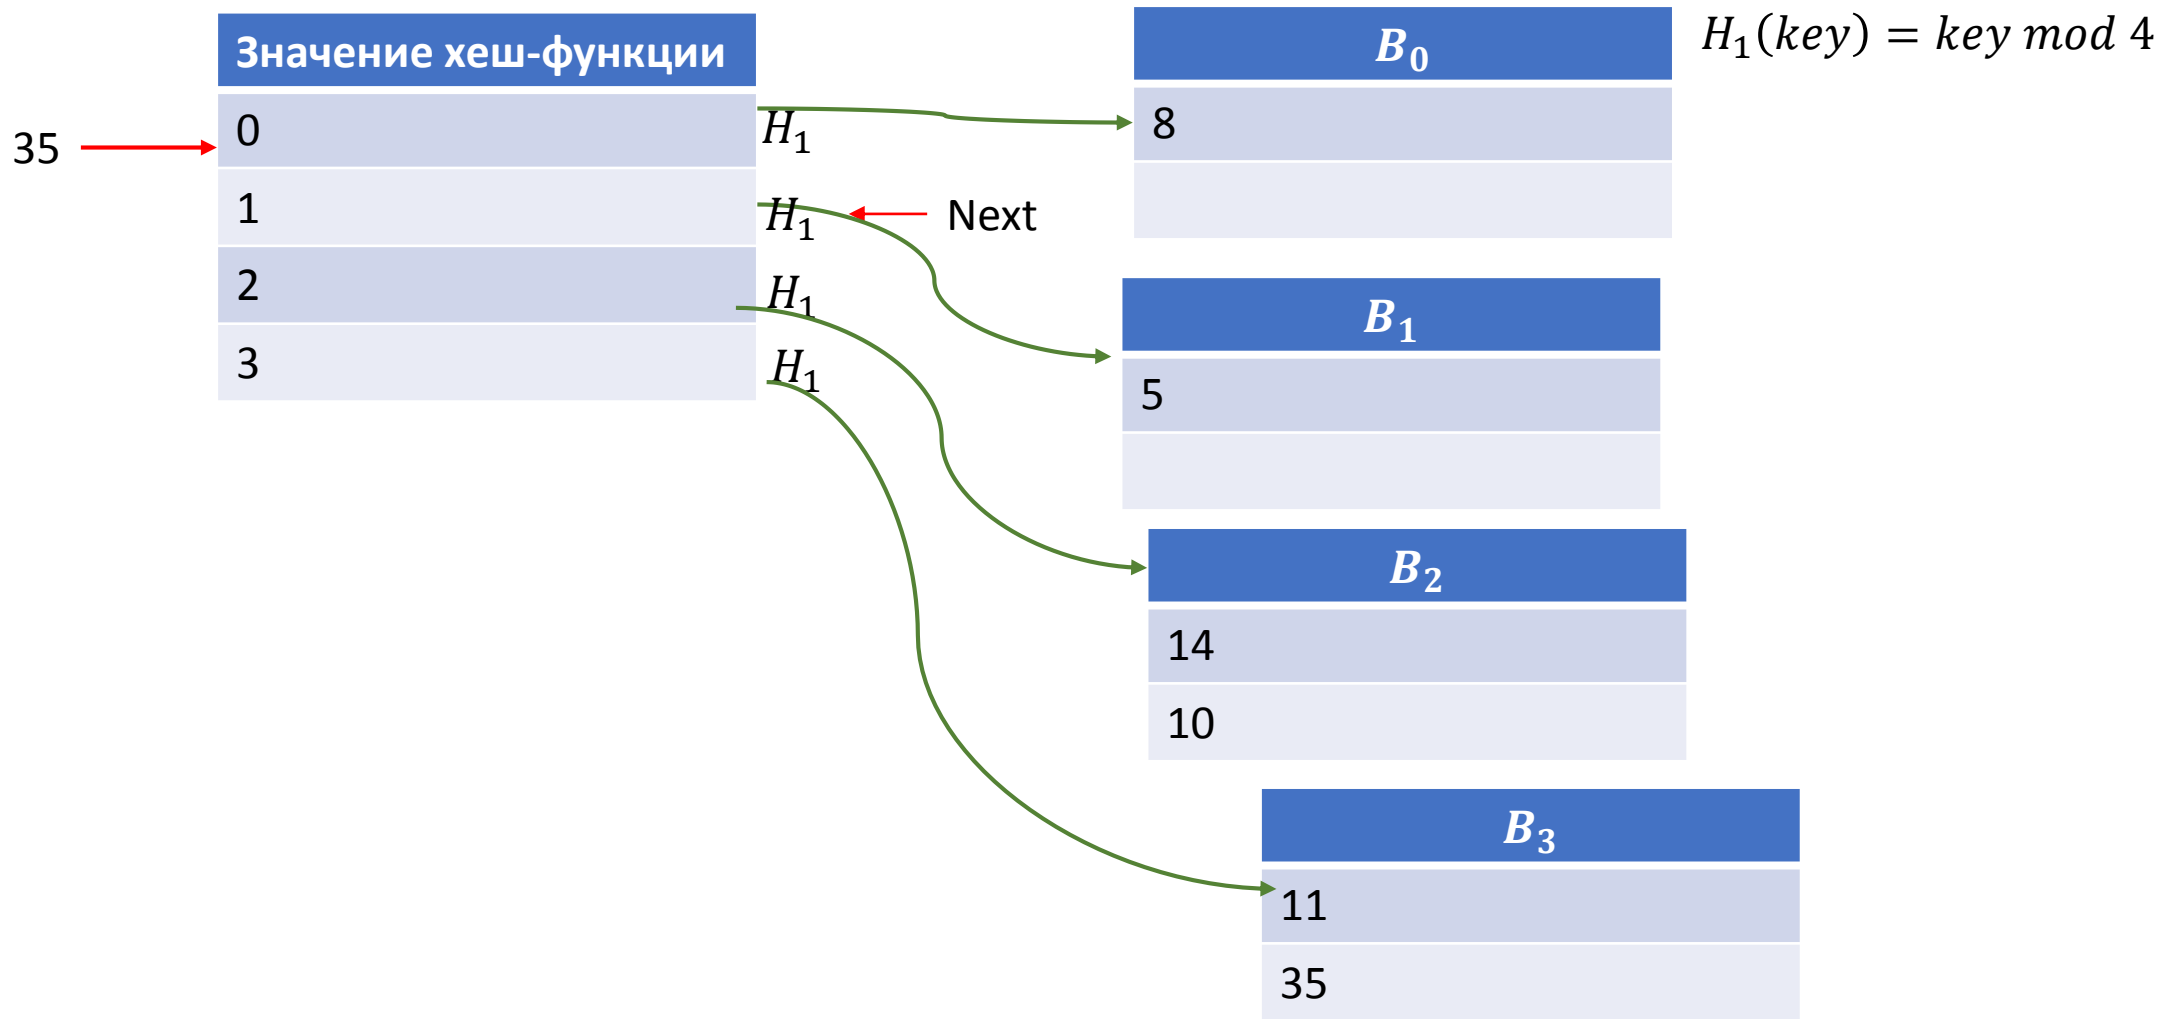 35
Значение хеш-функции
0
1
2
3
H₁
H₁
H₁
H₁
Next
B₀
8
B₁
5
B₂
14
10
B₃
11
35
H₁(key) = key mod 4